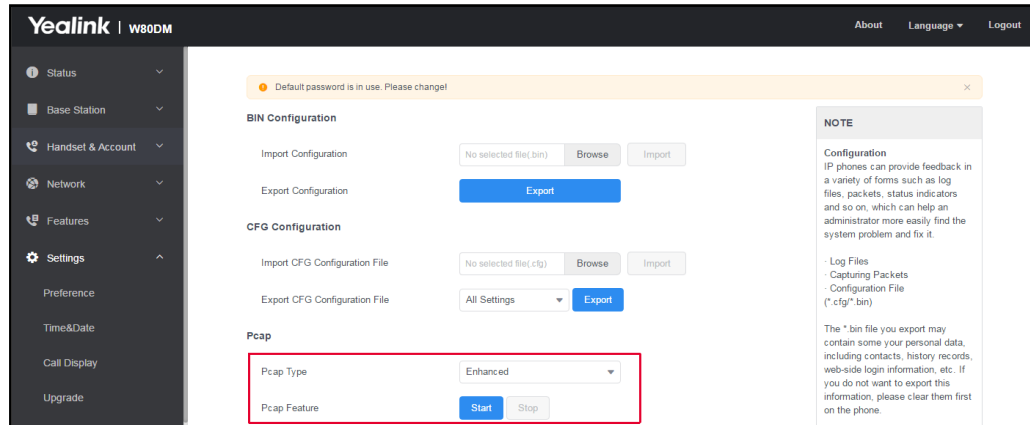 Yealink | W80DM
About Language Logout
Status
Base Station
Handset & Account
Network
Features
Settings
Preference
Time&Date
Call Display
Upgrade
Default password is in use. Please change!
BIN Configuration
Import Configuration No selected file(.bin) Browse Import
Export Configuration Export
CFG Configuration
Import CFG Configuration File No selected file(.cfg) Browse Import
Export CFG Configuration File All Settings Export
Pcap
Pcap Type Enhanced
Pcap Feature Start Stop
NOTE
Configuration
IP phones can provide feedback in
a variety of forms such as log
files, packets, status indicators
and so on, which can help an
administrator more easily find the
system problem and fix it.
· Log Files
· Capturing Packets
· Configuration File
(*.cfg/*.bin)
The *.bin file you export may
contain some your personal data,
including contacts, history records,
web-side login information, etc. If
you do not want to export this
information, please clear them first
on the phone.